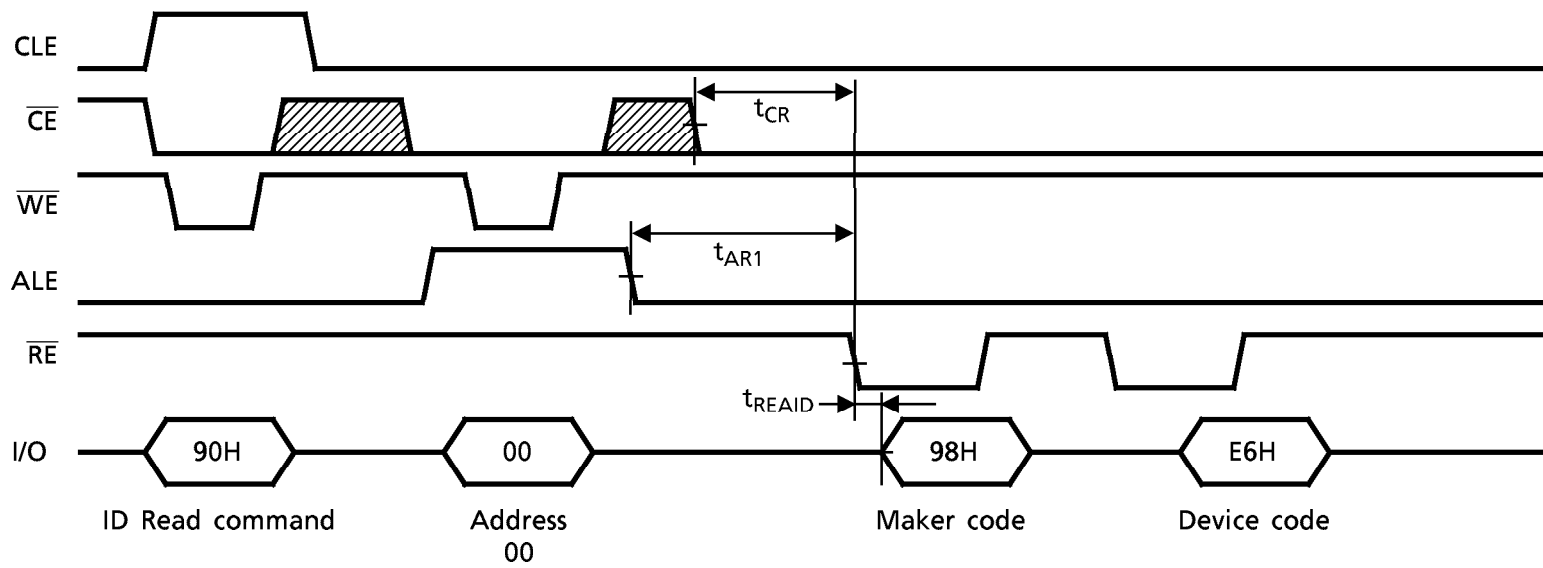 CLE
CE
tCR
WE
tAR1
ALE
RE
tREAID
I/O 90H 00 98H E6H
ID Read command Address Maker code Device code
00